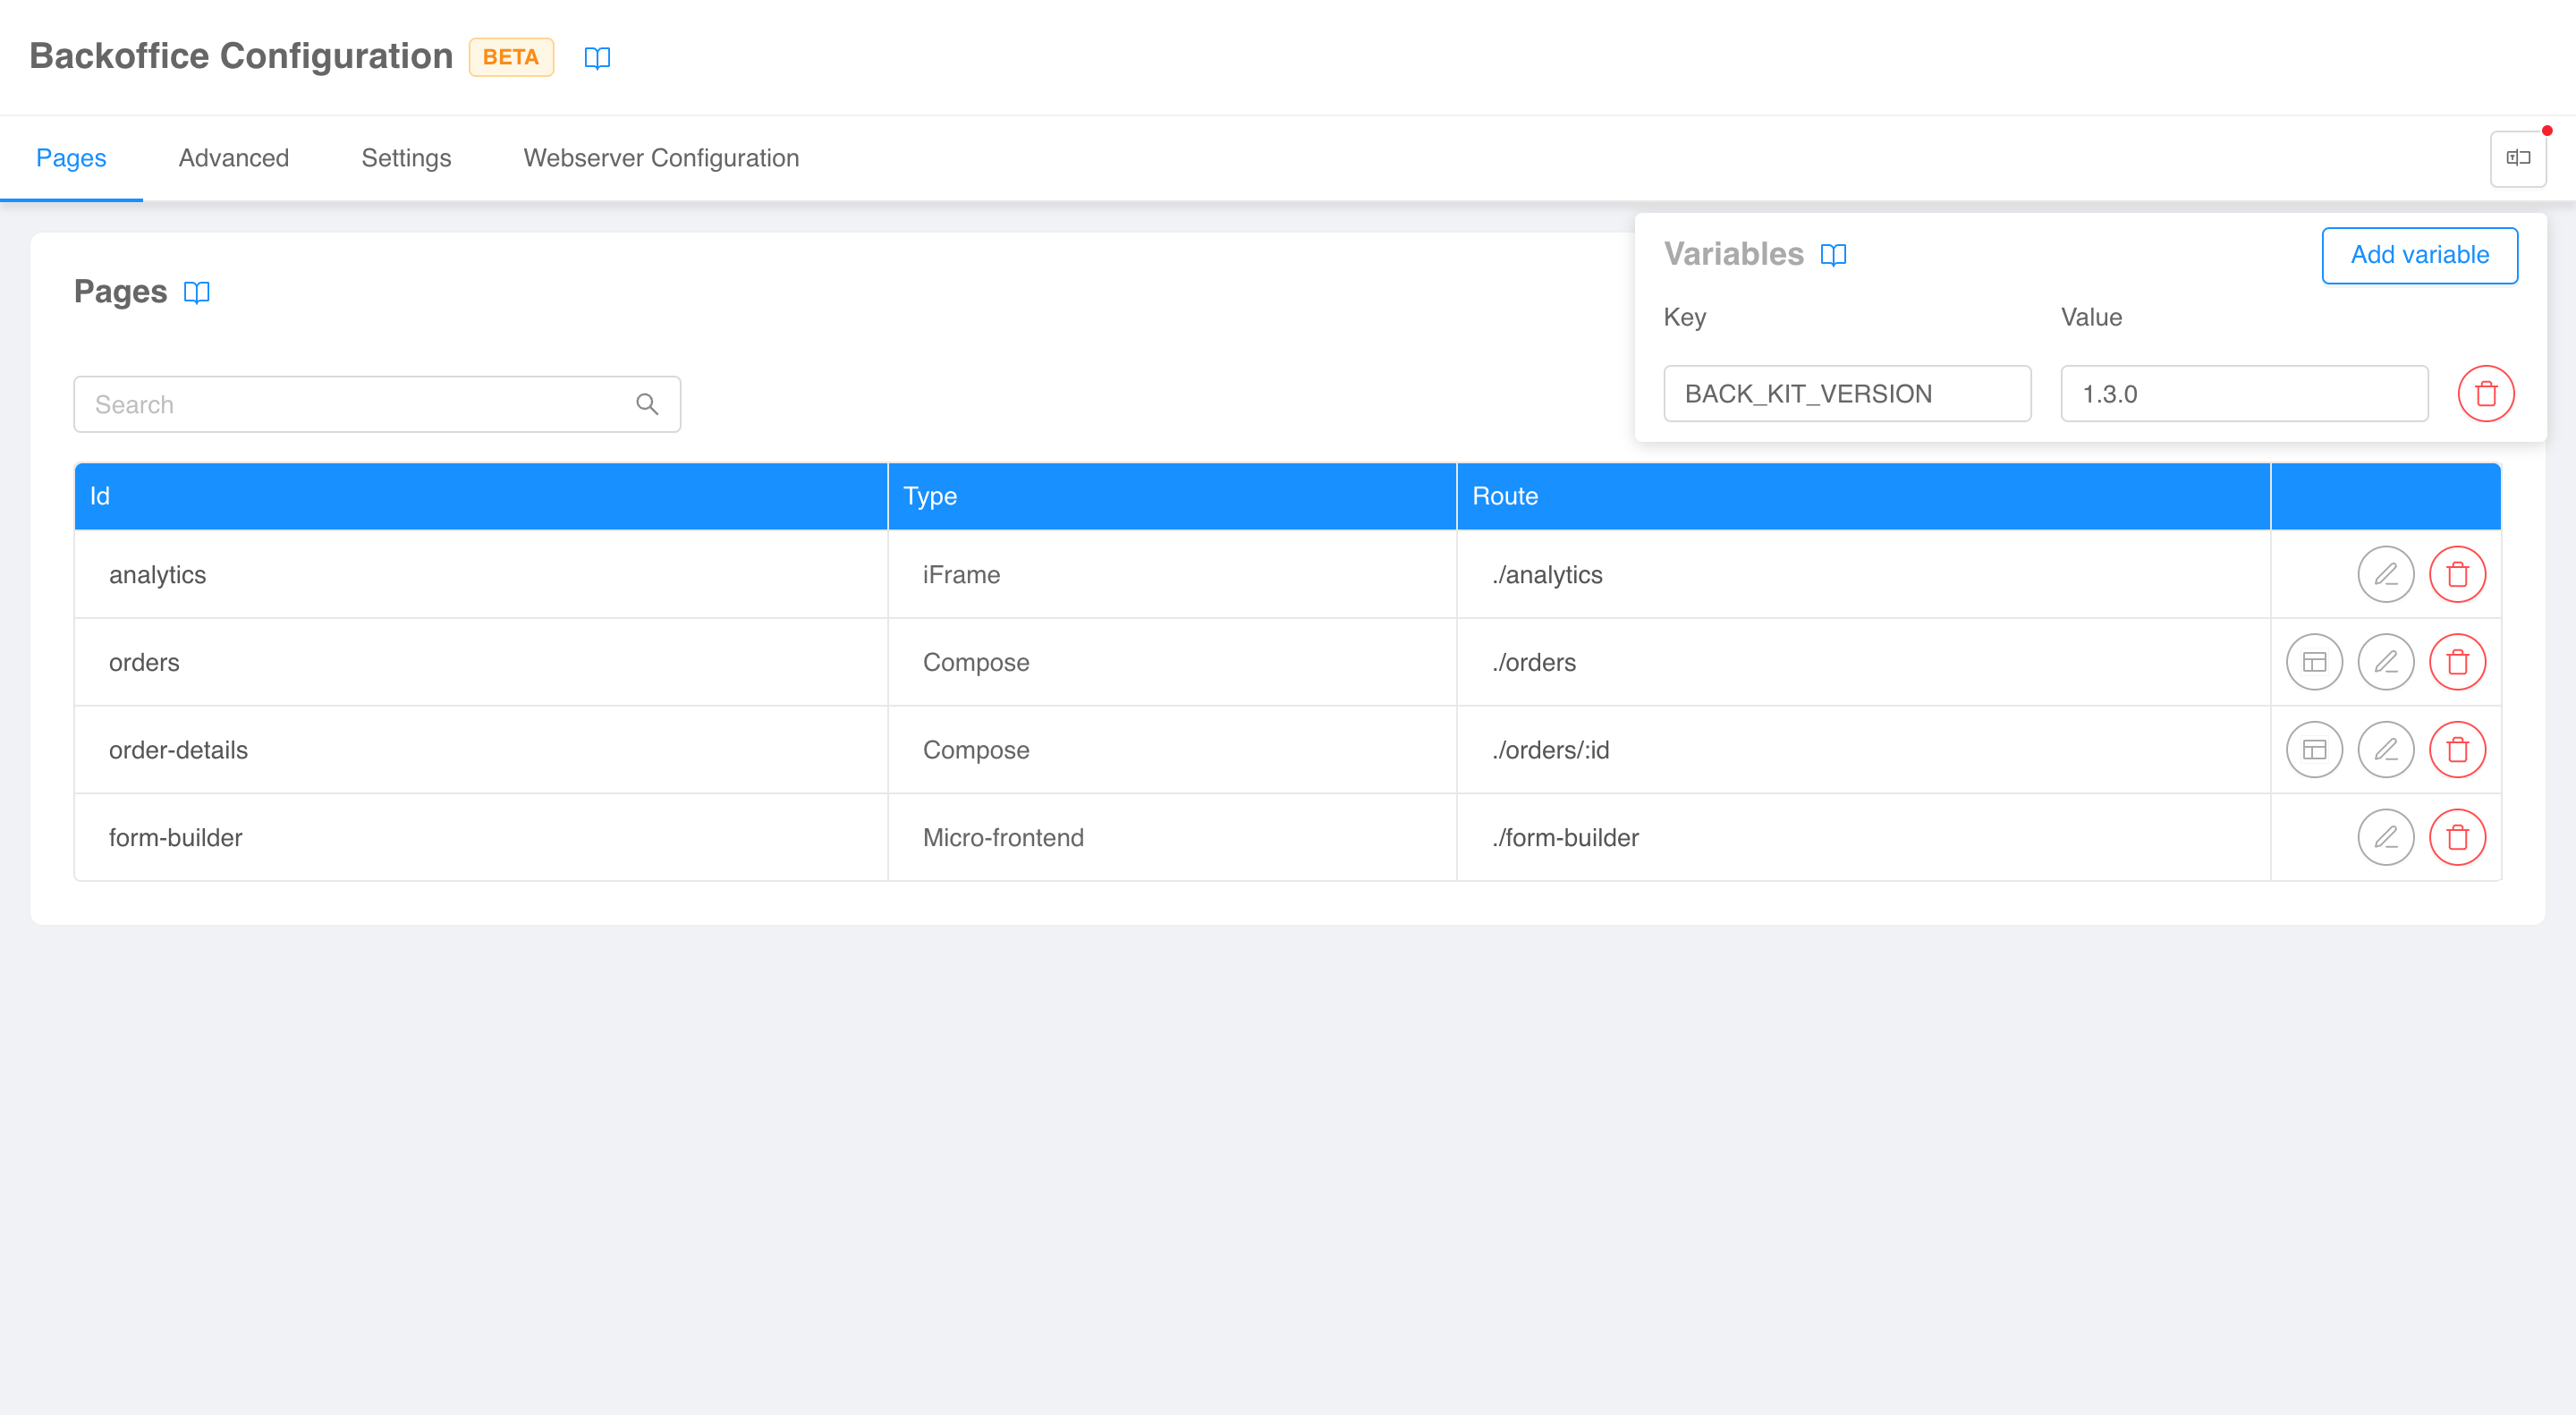 Backoffice Configuration BETA
Pages Advanced Settings Webserver Configuration
Variables Add variable
Key Value
BACK_KIT_VERSION 1.3.0
Pages
Search
Id Type Route
analytics iFrame ./analytics
orders Compose ./orders
order-details Compose ./orders/:id
form-builder Micro-frontend ./form-builder